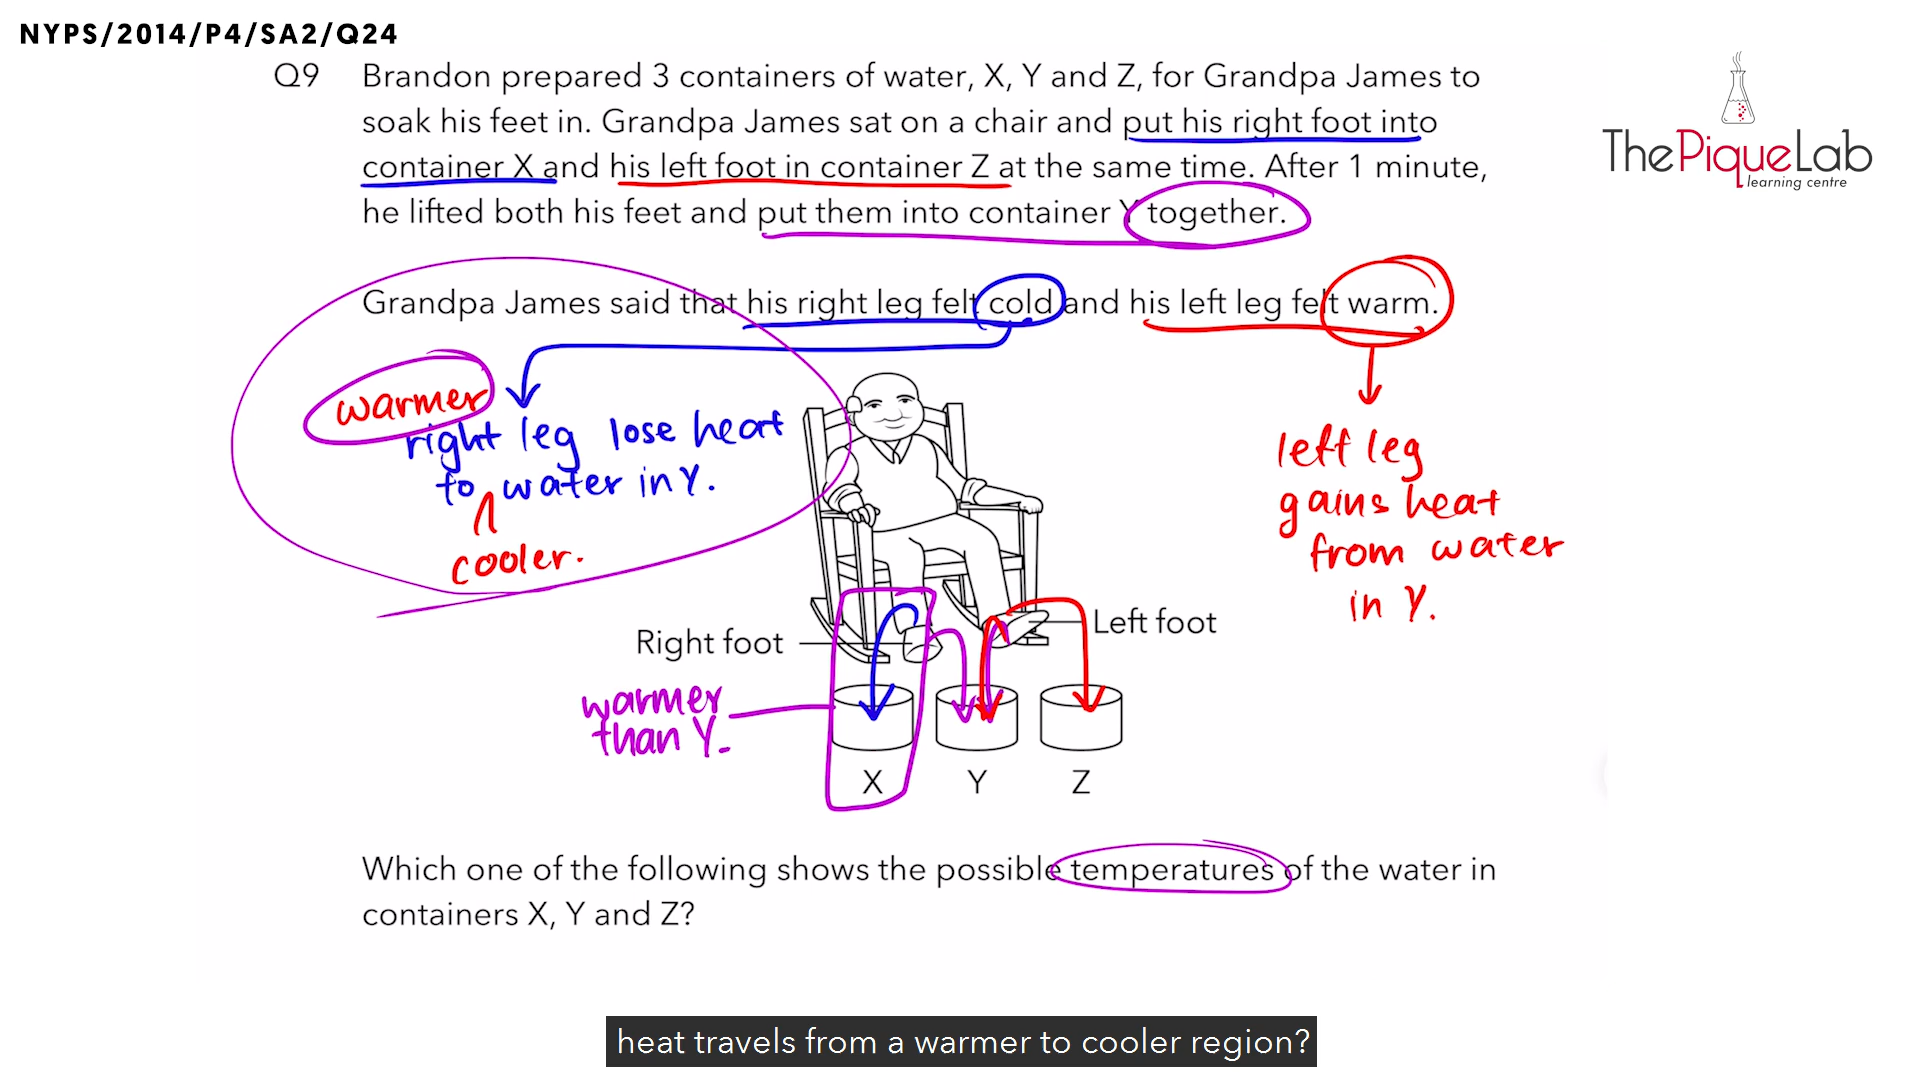 NYPS/2014/P4/SA2/Q24
Q9 Brandon prepared 3 containers of water, X, Y and Z, for Grandpa James to
soak his feet in. Grandpa James sat on a chair and put his right foot into
container X and his left foot in container Z at the same time. After 1 minute,
he lifted both his feet and put them into container Y together.
ThePiqueLab
learning centre
Grandpa James said that his right leg felt cold and his left leg felt warm.
warmer
right leg lose heat
to water in Y.
cooler.
left leg
gains heat
from water
in Y.
Right foot
Left foot
warmer
than Y.
X Y Z
Which one of the following shows the possible temperatures of the water in
containers X, Y and Z?
heat travels from a warmer to cooler region?